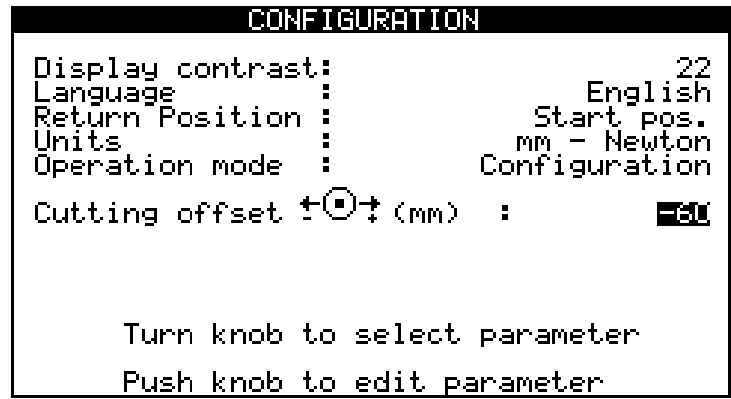 CONFIGURATION
Display contrast: 22
Language : English
Return Position : Start pos.
Units : mm - Newton
Operation mode : Configuration
Cutting offset - + (mm) : -60
Turn knob to select parameter
Push knob to edit parameter